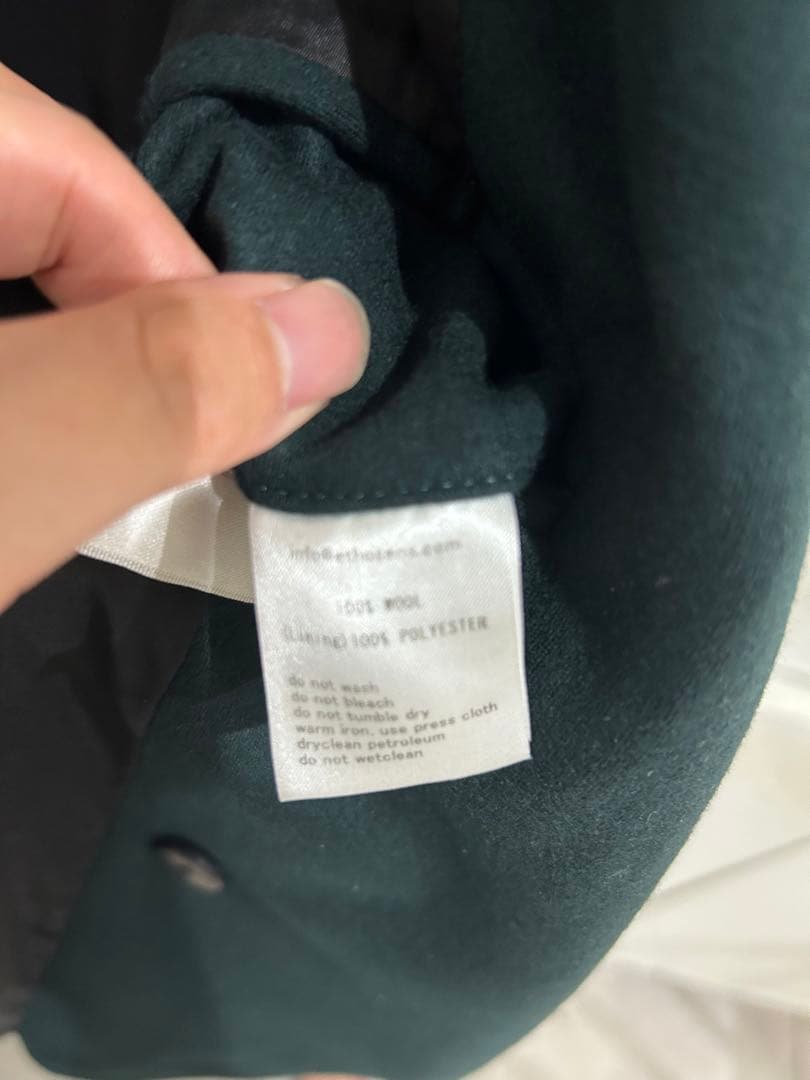 info@ethosens.com
100% WOOL
(Lining)100% POLYESTER
do not wash
do not bleach
do not tumble dry
warm iron, use press cloth
dryclean petroleum
do not wetclean